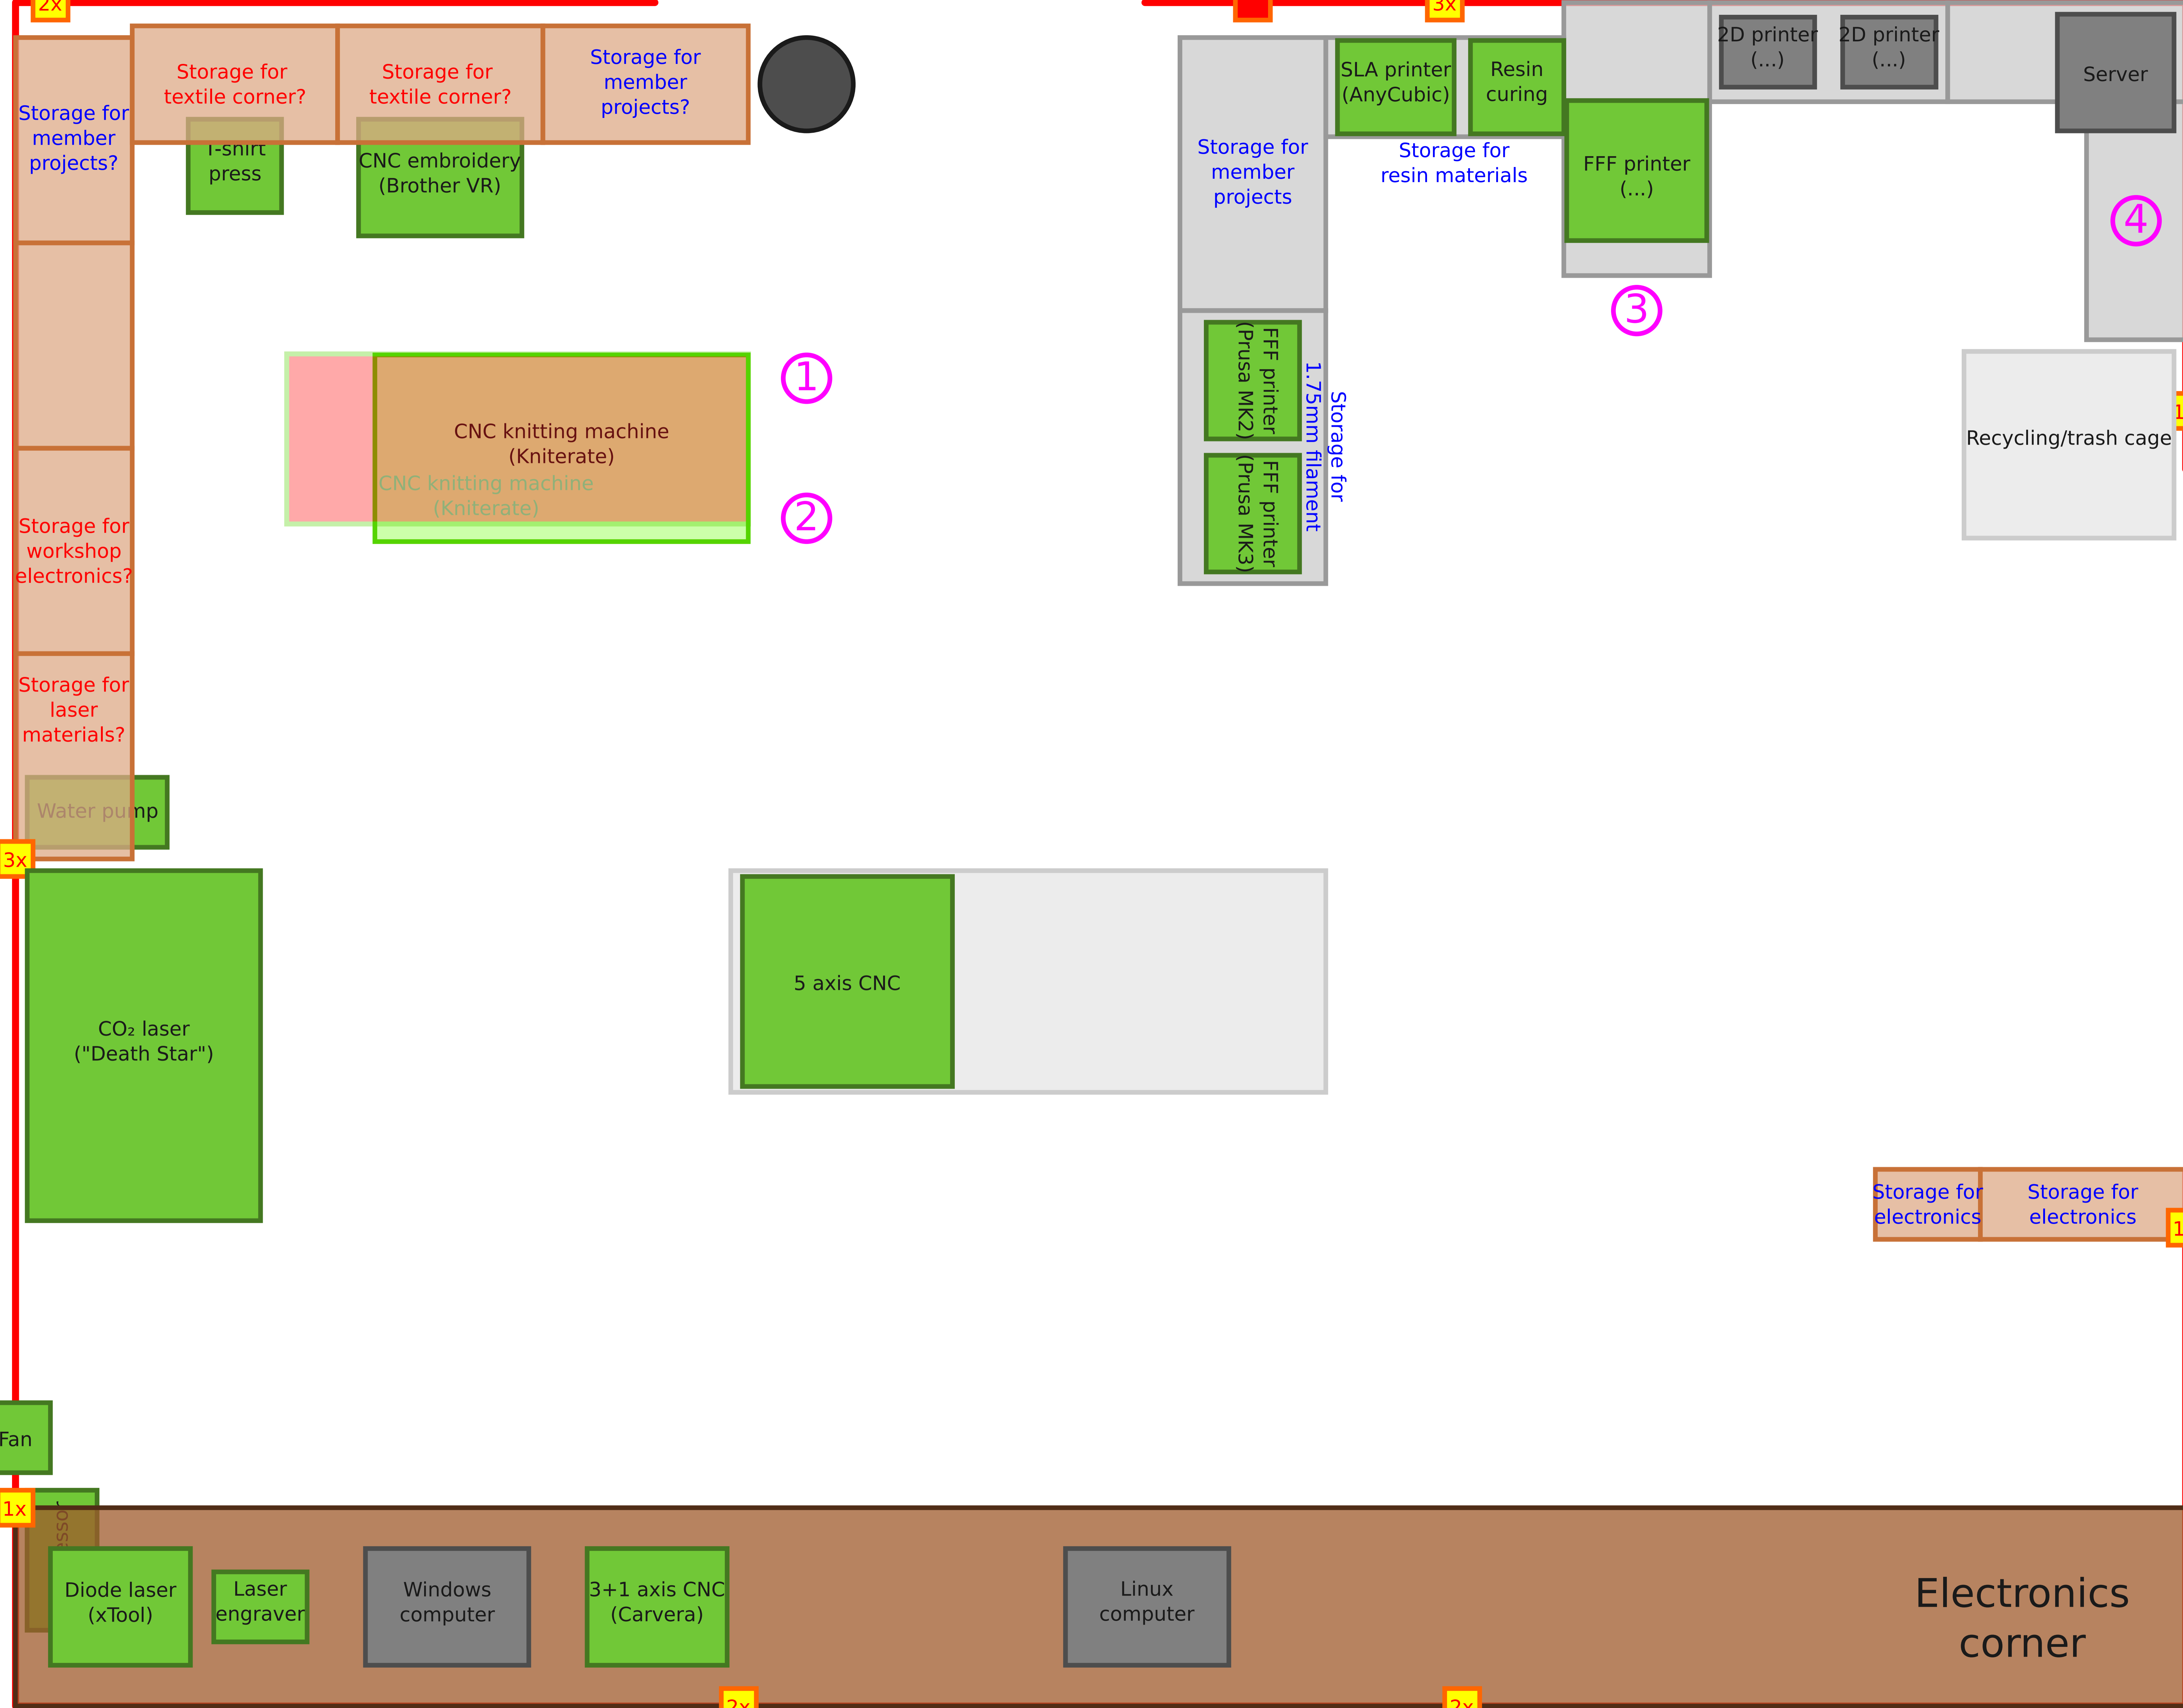 2x
3x
Storage for
textile corner?
Storage for
textile corner?
Storage for
member
projects?
Storage for
member
projects?
T-shirt
press
CNC embroidery
(Brother VR)
SLA printer
(AnyCubic)
Resin
curing
2D printer
(...)
2D printer
(...)
Server
Storage for
member
projects
Storage for
resin materials
FFF printer
(...)
4
3
1
CNC knitting machine
(Kniterate)
CNC knitting machine
(Kniterate)
2
FFF printer
(Prusa MK2)
FFF printer
(Prusa MK3)
Storage for
1.75mm filament
Recycling/trash cage
Storage for
workshop
electronics?
Storage for
laser
materials?
Water pump
3x
CO₂ laser
("Death Star")
5 axis CNC
Storage for
electronics
Storage for
electronics
Fan
1x
Diode laser
(xTool)
Laser
engraver
Windows
computer
3+1 axis CNC
(Carvera)
Linux
computer
Electronics
corner
2x
2x